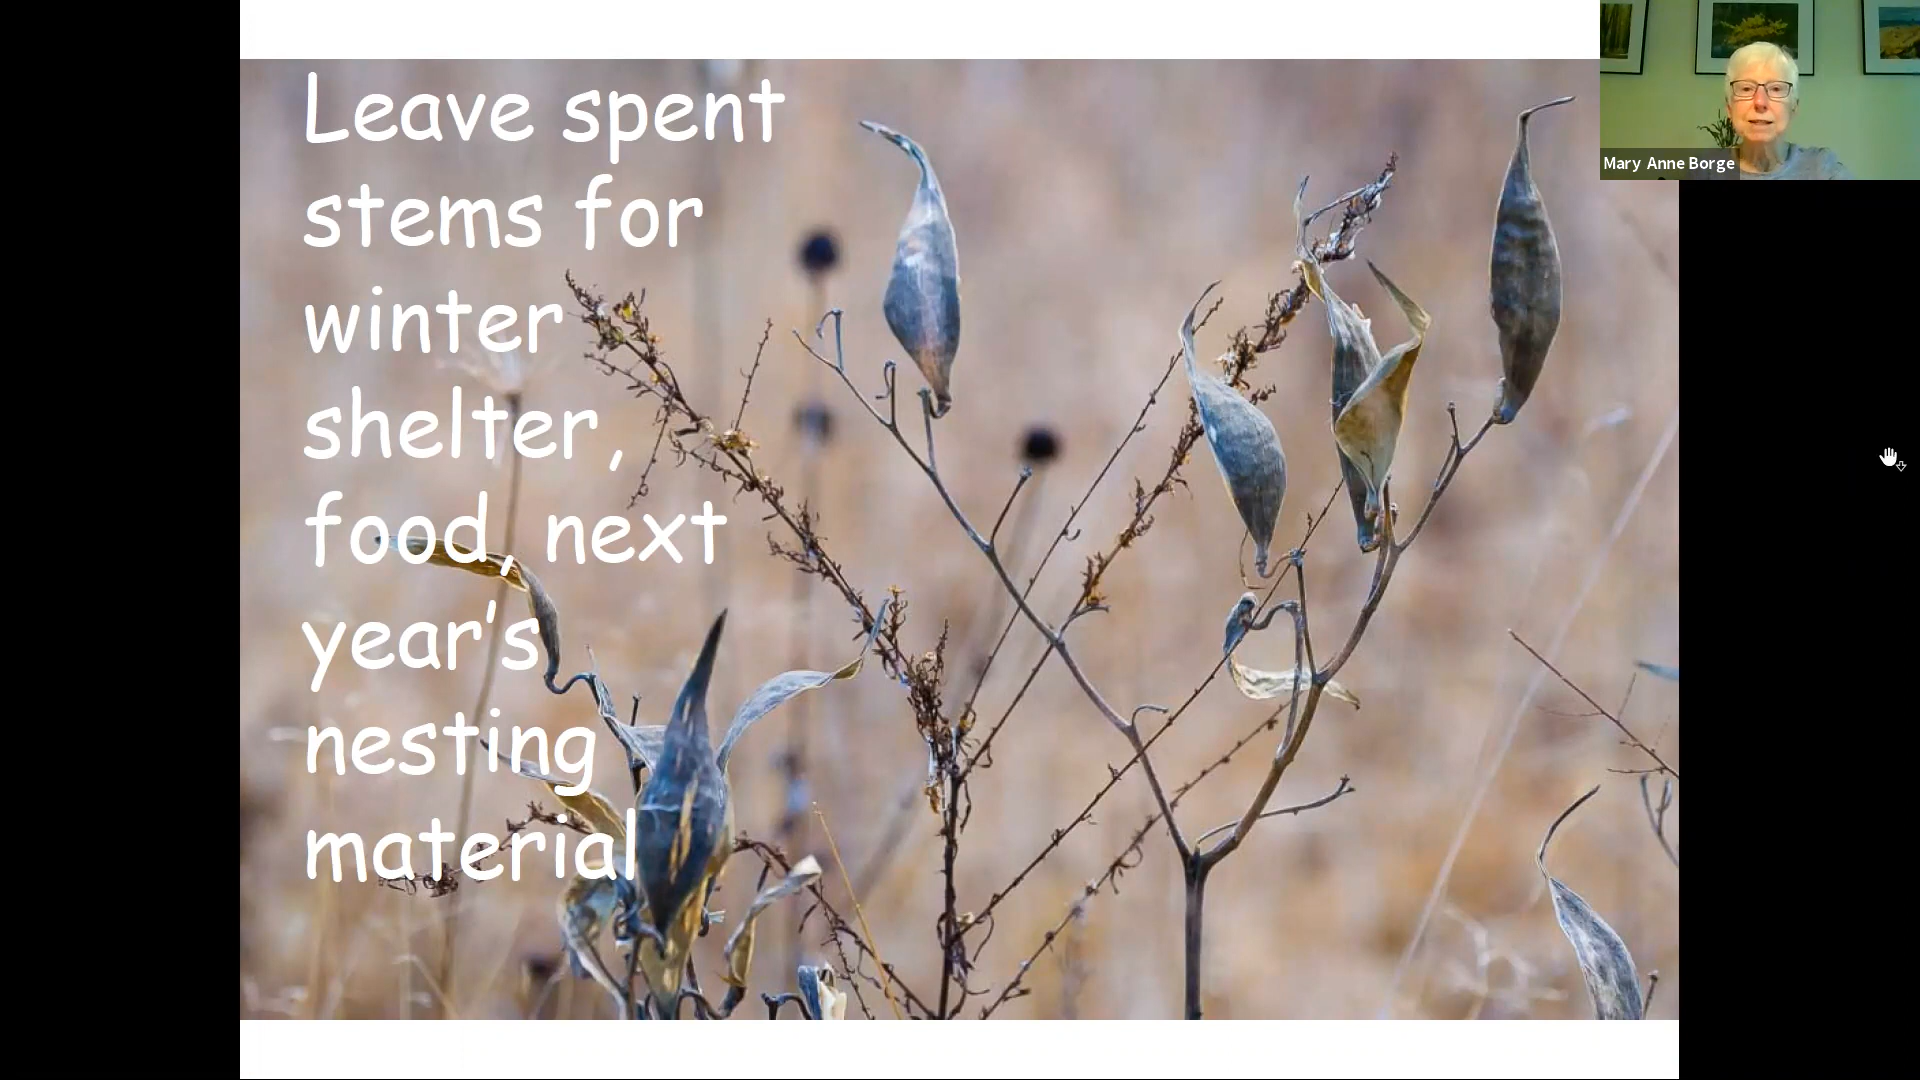 Leave spent
stems for
winter
shelter,
food, next
year's
nesting
material
Mary Anne Borge